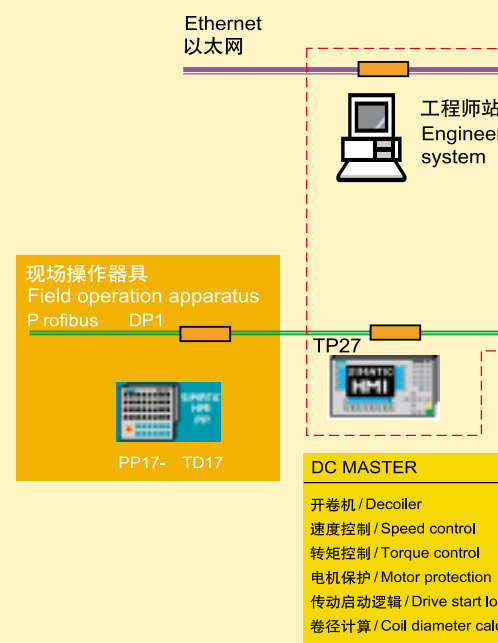 Ethernet
以太网
工程师站
Engineer
system
现场操作器具
Field operation apparatus
P rofibus DP1
TP27
SIMATIC
HMI
SIMATIC
HMI
PP
PP17- TD17
DC MASTER
开卷机 / Decoiler
速度控制 / Speed control
转矩控制 / Torque control
电机保护 / Motor protection
传动启动逻辑 / Drive start lo
卷径计算 / Coil diameter calc